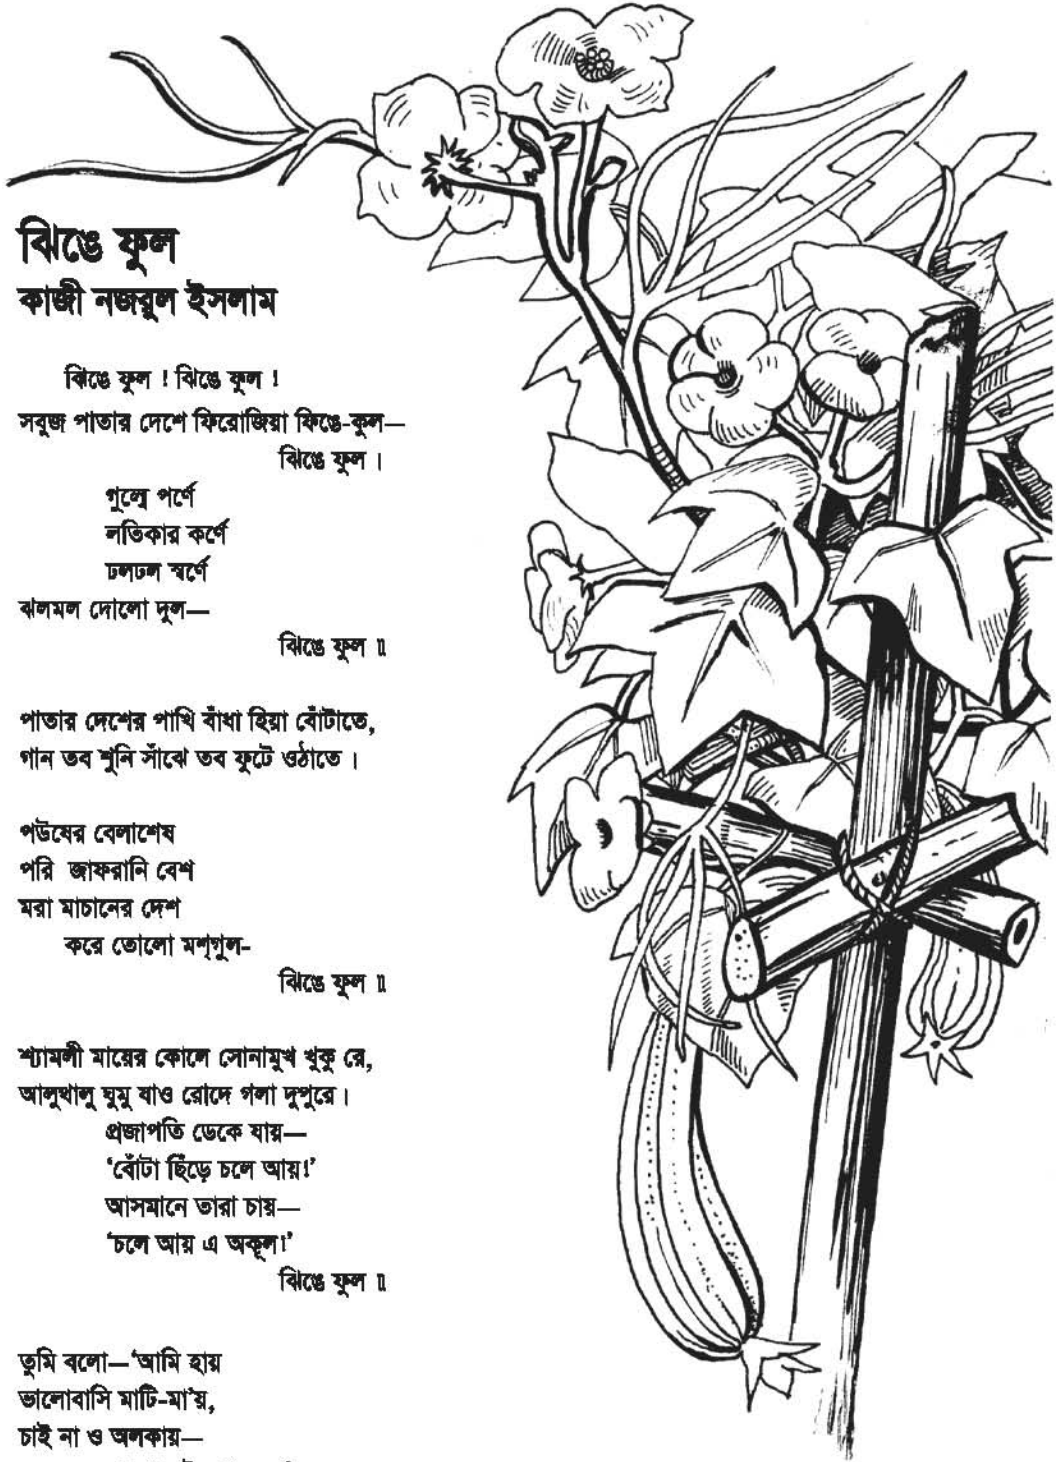 ঝিঙে ফুল
কাজী নজরুল ইসলাম
ঝিঙে ফুল ! ঝিঙে ফুল !
সবুজ পাতার দেশে ফিরোজিয়া ফিঙে-কুল—
ঝিঙে ফুল ।
গুল্মে পর্ণে
লতিকার কর্ণে
ঢলঢল স্বর্ণে
ঝলমল দোলো দুল—
ঝিঙে ফুল ॥
পাতার দেশের পাখি বাঁধা হিয়া বোঁটাতে,
গান তব শুনি সাঁঝে তব ফুটে ওঠাতে ।
পউষের বেলাশেষ
পরি জাফরানি বেশ
মরা মাচানের দেশ
করে তোলো মশ্গুল-
ঝিঙে ফুল ॥
শ্যামলী মায়ের কোলে সোনামুখ খুকু রে,
আলুথালু ঘুমু যাও রোদে গলা দুপুরে ।
প্রজাপতি ডেকে যায়—
‘বোঁটা ছিঁড়ে চলে আয়!’
আসমানে তারা চায়—
‘চলে আয় এ অকূল!’
ঝিঙে ফুল ॥
তুমি বলো—‘আমি হায়
ভালোবাসি মাটি-মা’য়,
চাই না ও অলকায়—